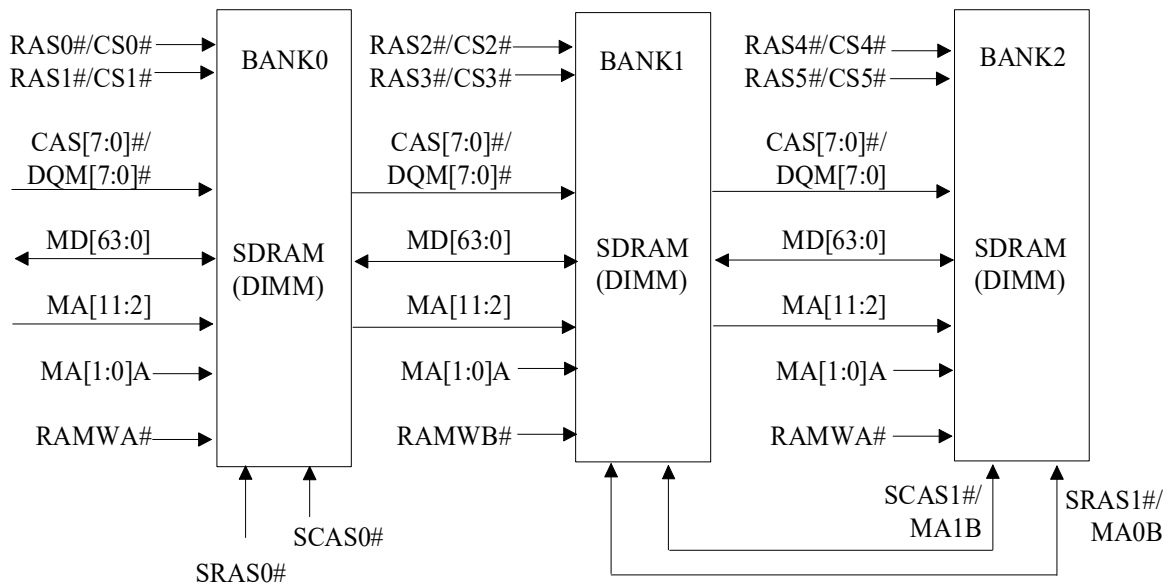 RAS0#/CS0#
RAS1#/CS1#
BANK0
CAS[7:0]#/
DQM[7:0]#
MD[63:0]
SDRAM
(DIMM)
MA[11:2]
MA[1:0]A
RAMWA#
SCAS0#
SRAS0#
RAS2#/CS2#
RAS3#/CS3#
BANK1
CAS[7:0]#/
DQM[7:0]#
MD[63:0]
SDRAM
(DIMM)
MA[11:2]
MA[1:0]A
RAMWB#
RAS4#/CS4#
RAS5#/CS5#
BANK2
CAS[7:0]#/
DQM[7:0]
MD[63:0]
SDRAM
(DIMM)
MA[11:2]
MA[1:0]A
RAMWA#
SCAS1#/
MA1B
SRAS1#/
MA0B